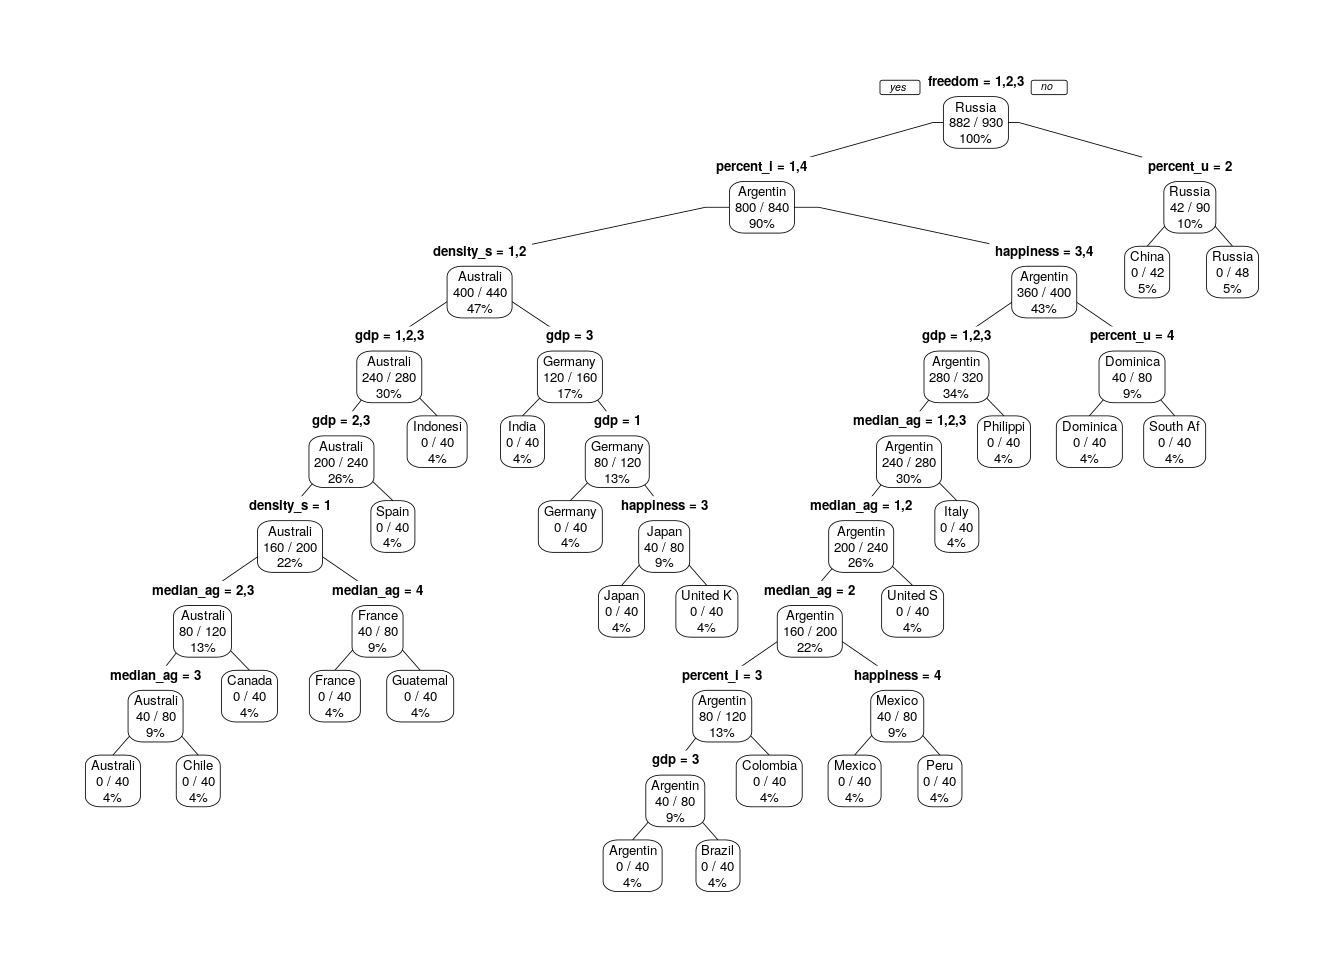 freedom = 1,2,3
yes
no
Russia
882 / 930
100%
percent_l = 1,4
percent_u = 2
Argentin
800 / 840
90%
Russia
42 / 90
10%
density_s = 1,2
happiness = 3,4
China
0 / 42
5%
Russia
0 / 48
5%
Australi
400 / 440
47%
Argentin
360 / 400
43%
gdp = 1,2,3
gdp = 3
gdp = 1,2,3
percent_u = 4
Australi
240 / 280
30%
Germany
120 / 160
17%
Argentin
280 / 320
34%
Dominica
40 / 80
9%
gdp = 2,3
Indonesi
0 / 40
4%
India
0 / 40
4%
gdp = 1
median_ag = 1,2,3
Philippi
0 / 40
4%
Dominica
0 / 40
4%
South Af
0 / 40
4%
Australi
200 / 240
26%
Germany
80 / 120
13%
Argentin
240 / 280
30%
density_s = 1
Spain
0 / 40
4%
Germany
0 / 40
4%
happiness = 3
median_ag = 1,2
Italy
0 / 40
4%
Australi
160 / 200
22%
Japan
40 / 80
9%
Argentin
200 / 240
26%
median_ag = 2,3
median_ag = 4
Japan
0 / 40
4%
United K
0 / 40
4%
median_ag = 2
United S
0 / 40
4%
Australi
80 / 120
13%
France
40 / 80
9%
Argentin
160 / 200
22%
median_ag = 3
Canada
0 / 40
4%
France
0 / 40
4%
Guatemal
0 / 40
4%
percent_l = 3
happiness = 4
Australi
40 / 80
9%
Argentin
80 / 120
13%
Mexico
40 / 80
9%
Australi
0 / 40
4%
Chile
0 / 40
4%
gdp = 3
Colombia
0 / 40
4%
Mexico
0 / 40
4%
Peru
0 / 40
4%
Argentin
40 / 80
9%
Argentin
0 / 40
4%
Brazil
0 / 40
4%